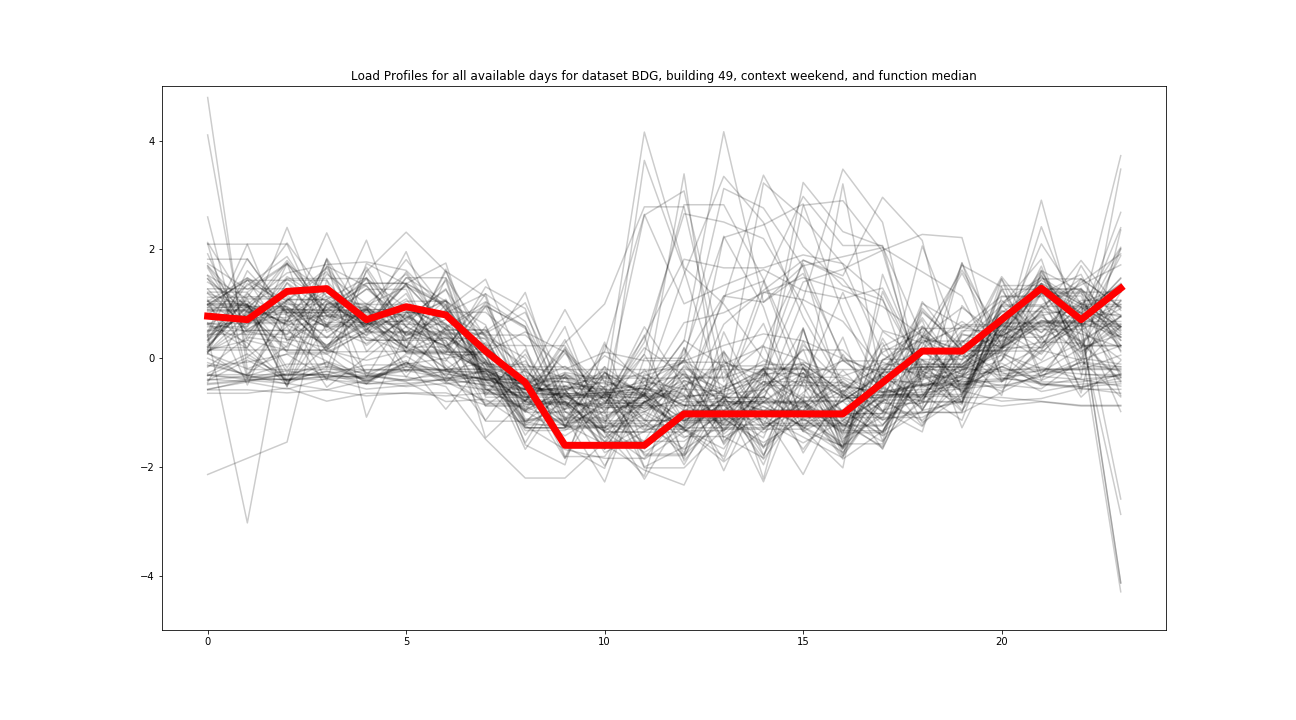 Load Profiles for all available days for dataset BDG, building 49, context weekend, and function median
4
2
0
−2
−4
0 5 10 15 20